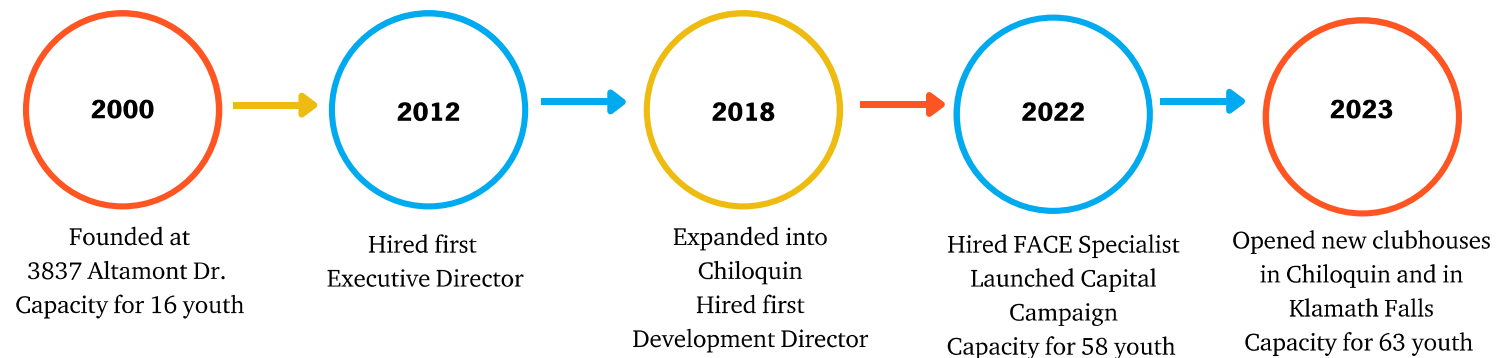 2000
Founded at
3837 Altamont Dr.
Capacity for 16 youth
2012
Hired first
Executive Director
2018
Expanded into
Chiloquin
Hired first
Development Director
2022
Hired FACE Specialist
Launched Capital
Campaign
Capacity for 58 youth
2023
Opened new clubhouses
in Chiloquin and in
Klamath Falls
Capacity for 63 youth